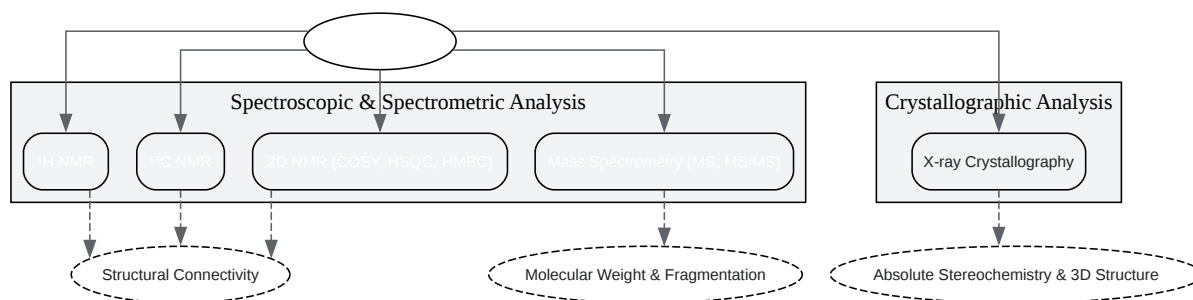 Spectroscopic & Spectrometric Analysis
Crystallographic Analysis
¹H NMR
¹³C NMR
2D NMR (COSY, HSQC, HMBC)
Mass Spectrometry (MS, MS/MS)
X-ray Crystallography
Structural Connectivity
Molecular Weight & Fragmentation
Absolute Stereochemistry & 3D Structure